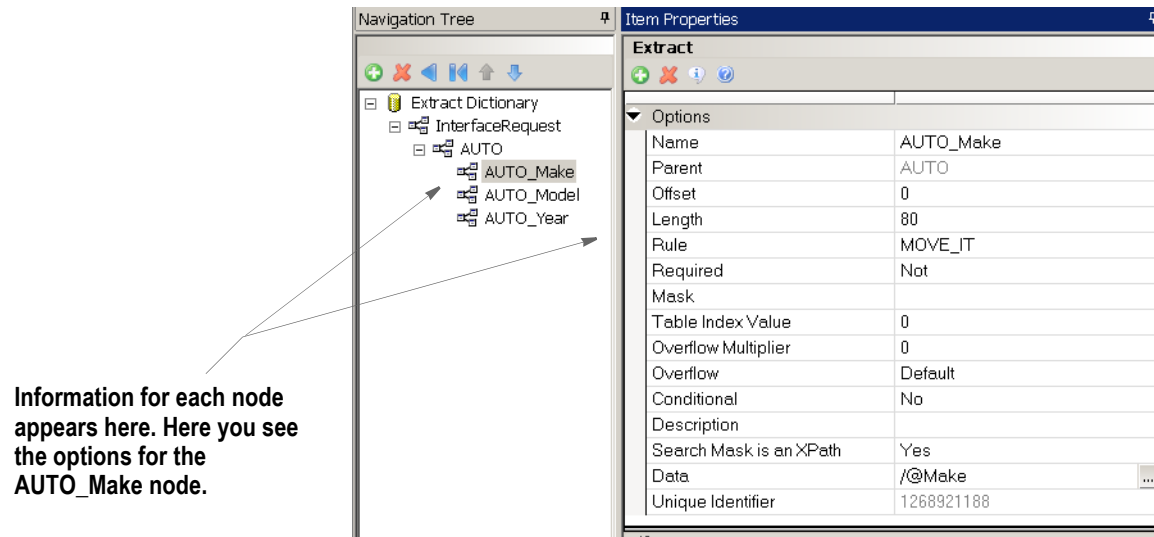 Navigation Tree
Item Properties
Extract
Extract Dictionary
InterfaceRequest
AUTO
AUTO_Make
AUTO_Model
AUTO_Year
Options
Name AUTO_Make
Parent AUTO
Offset 0
Length 80
Rule MOVE_IT
Required Not
Mask
Table Index Value 0
Overflow Multiplier 0
Overflow Default
Conditional No
Description
Search Mask is an XPath Yes
Data /@Make ...
Unique Identifier 1268921188
Information for each node
appears here. Here you see
the options for the
AUTO_Make node.